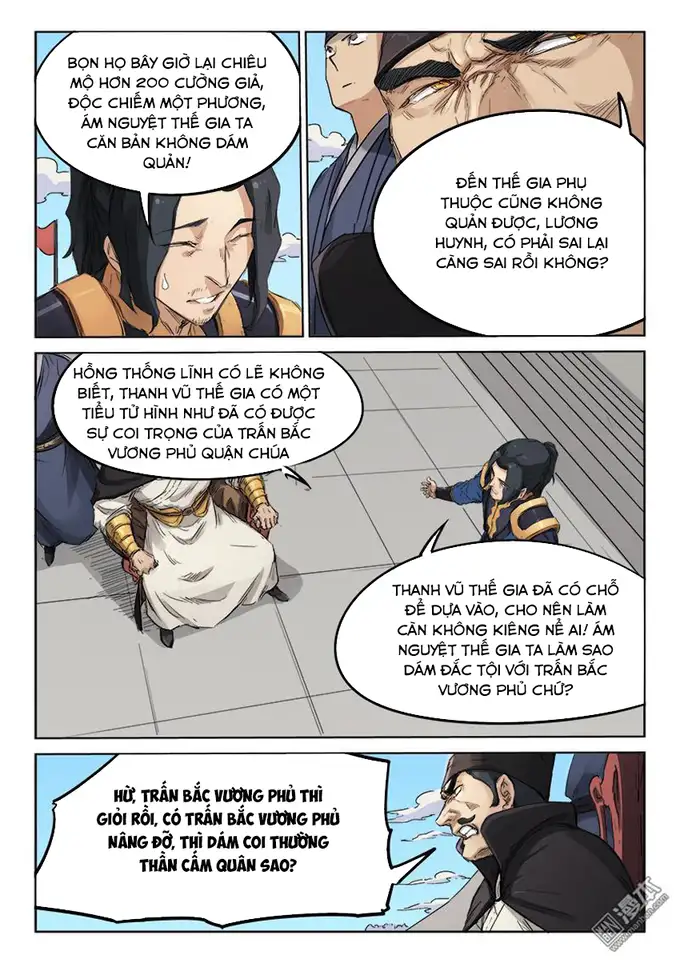 BỌN HỌ BÂY GIỜ LẠI CHIÊU
MỘ HƠN 200 CƯỜNG GIẢ,
ĐỘC CHIẾM MỘT PHƯƠNG,
ÁM NGUYỆT THẾ GIA TA
CĂN BẢN KHÔNG DÁM
QUẢN!
ĐẾN THẾ GIA PHỤ
THUỘC CŨNG KHÔNG
QUẢN ĐƯỢC, LƯƠNG
HUYNH, CÓ PHẢI SAI LẠI
CÀNG SAI RỒI KHÔNG?
HỒNG THỐNG LĨNH CÓ LẼ KHÔNG
BIẾT, THANH VŨ THẾ GIA CÓ MỘT
TIỂU TỬ HÌNH NHƯ ĐÃ CÓ ĐƯỢC
SỰ COI TRỌNG CỦA TRẤN BẮC
VƯƠNG PHỦ QUẬN CHÚA
THANH VŨ THẾ GIA ĐÃ CÓ CHỖ
ĐỂ DỰA VÀO, CHO NÊN LÀM
CÀN KHÔNG KIÊNG NỂ AI! ÁM
NGUYỆT THẾ GIA TA LÀM SAO
DÁM ĐẮC TỘI VỚI TRẤN BẮC
VƯƠNG PHỦ CHỨ?
HỪ, TRẤN BẮC VƯƠNG PHỦ THÌ
GIỎI RỒI, CÓ TRẤN BẮC VƯƠNG PHỦ
NÂNG ĐỠ, THÌ DÁM COI THƯỜNG
THẦN CẤM QUÂN SAO?